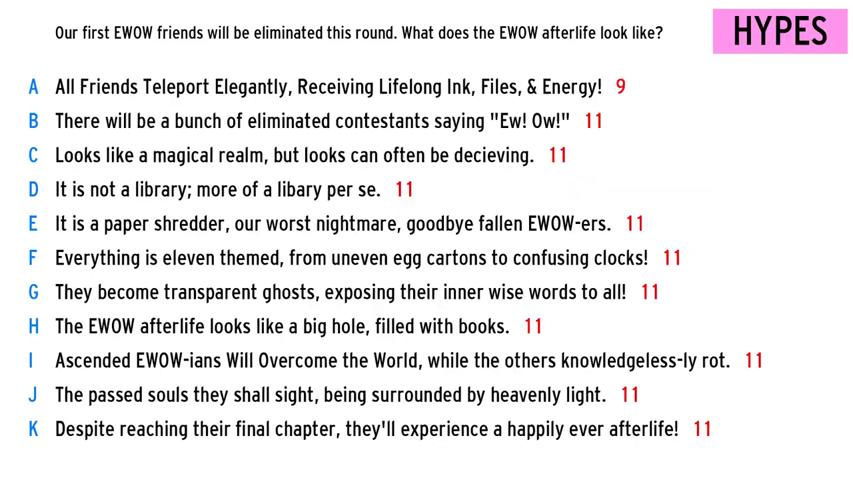 Our first EWOW friends will be eliminated this round. What does the EWOW afterlife look like?
HYPES
A All Friends Teleport Elegantly, Receiving Lifelong Ink, Files, & Energy! 9
B There will be a bunch of eliminated contestants saying "Ew! Ow!" 11
C Looks like a magical realm, but looks can often be decieving. 11
D It is not a library; more of a libary per se. 11
E It is a paper shredder, our worst nightmare, goodbye fallen EWOW-ers. 11
F Everything is eleven themed, from uneven egg cartons to confusing clocks! 11
G They become transparent ghosts, exposing their inner wise words to all! 11
H The EWOW afterlife looks like a big hole, filled with books. 11
I Ascended EWOW-ians Will Overcome the World, while the others knowledgeless-ly rot. 11
J The passed souls they shall sight, being surrounded by heavenly light. 11
K Despite reaching their final chapter, they'll experience a happily ever afterlife! 11